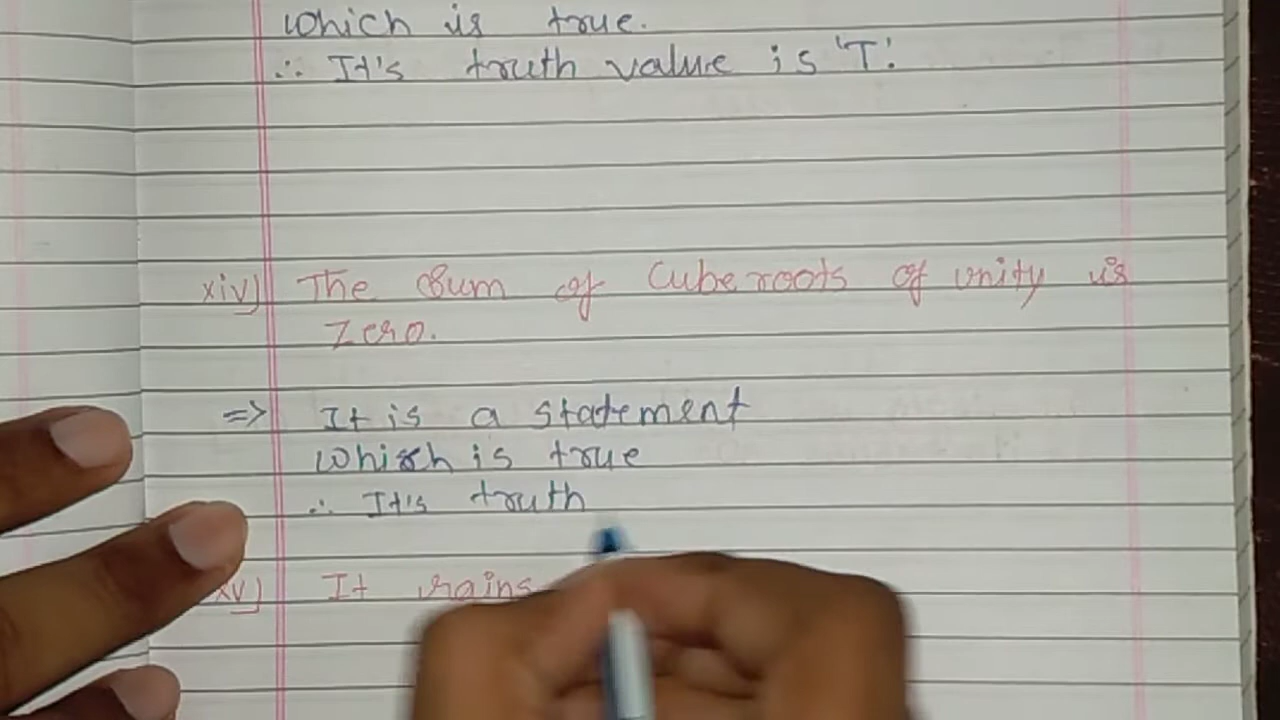 which is true.
∴ It's truth value is 'T'.
xiv) The Sum of Cube roots of unity is
Zero.
=> It is a statement
which is true
∴ It's truth
xv) It rains